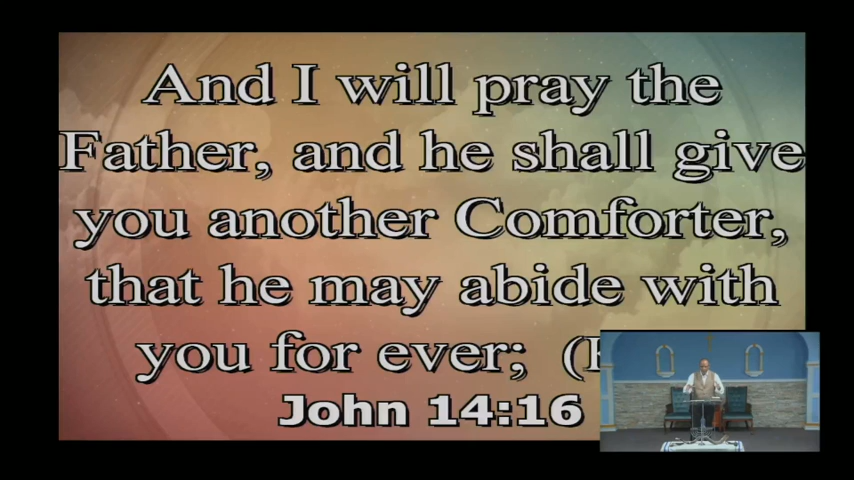 And I will pray the
Father, and he shall give
you another Comforter,
that he may abide with
you for ever;
John 14:16